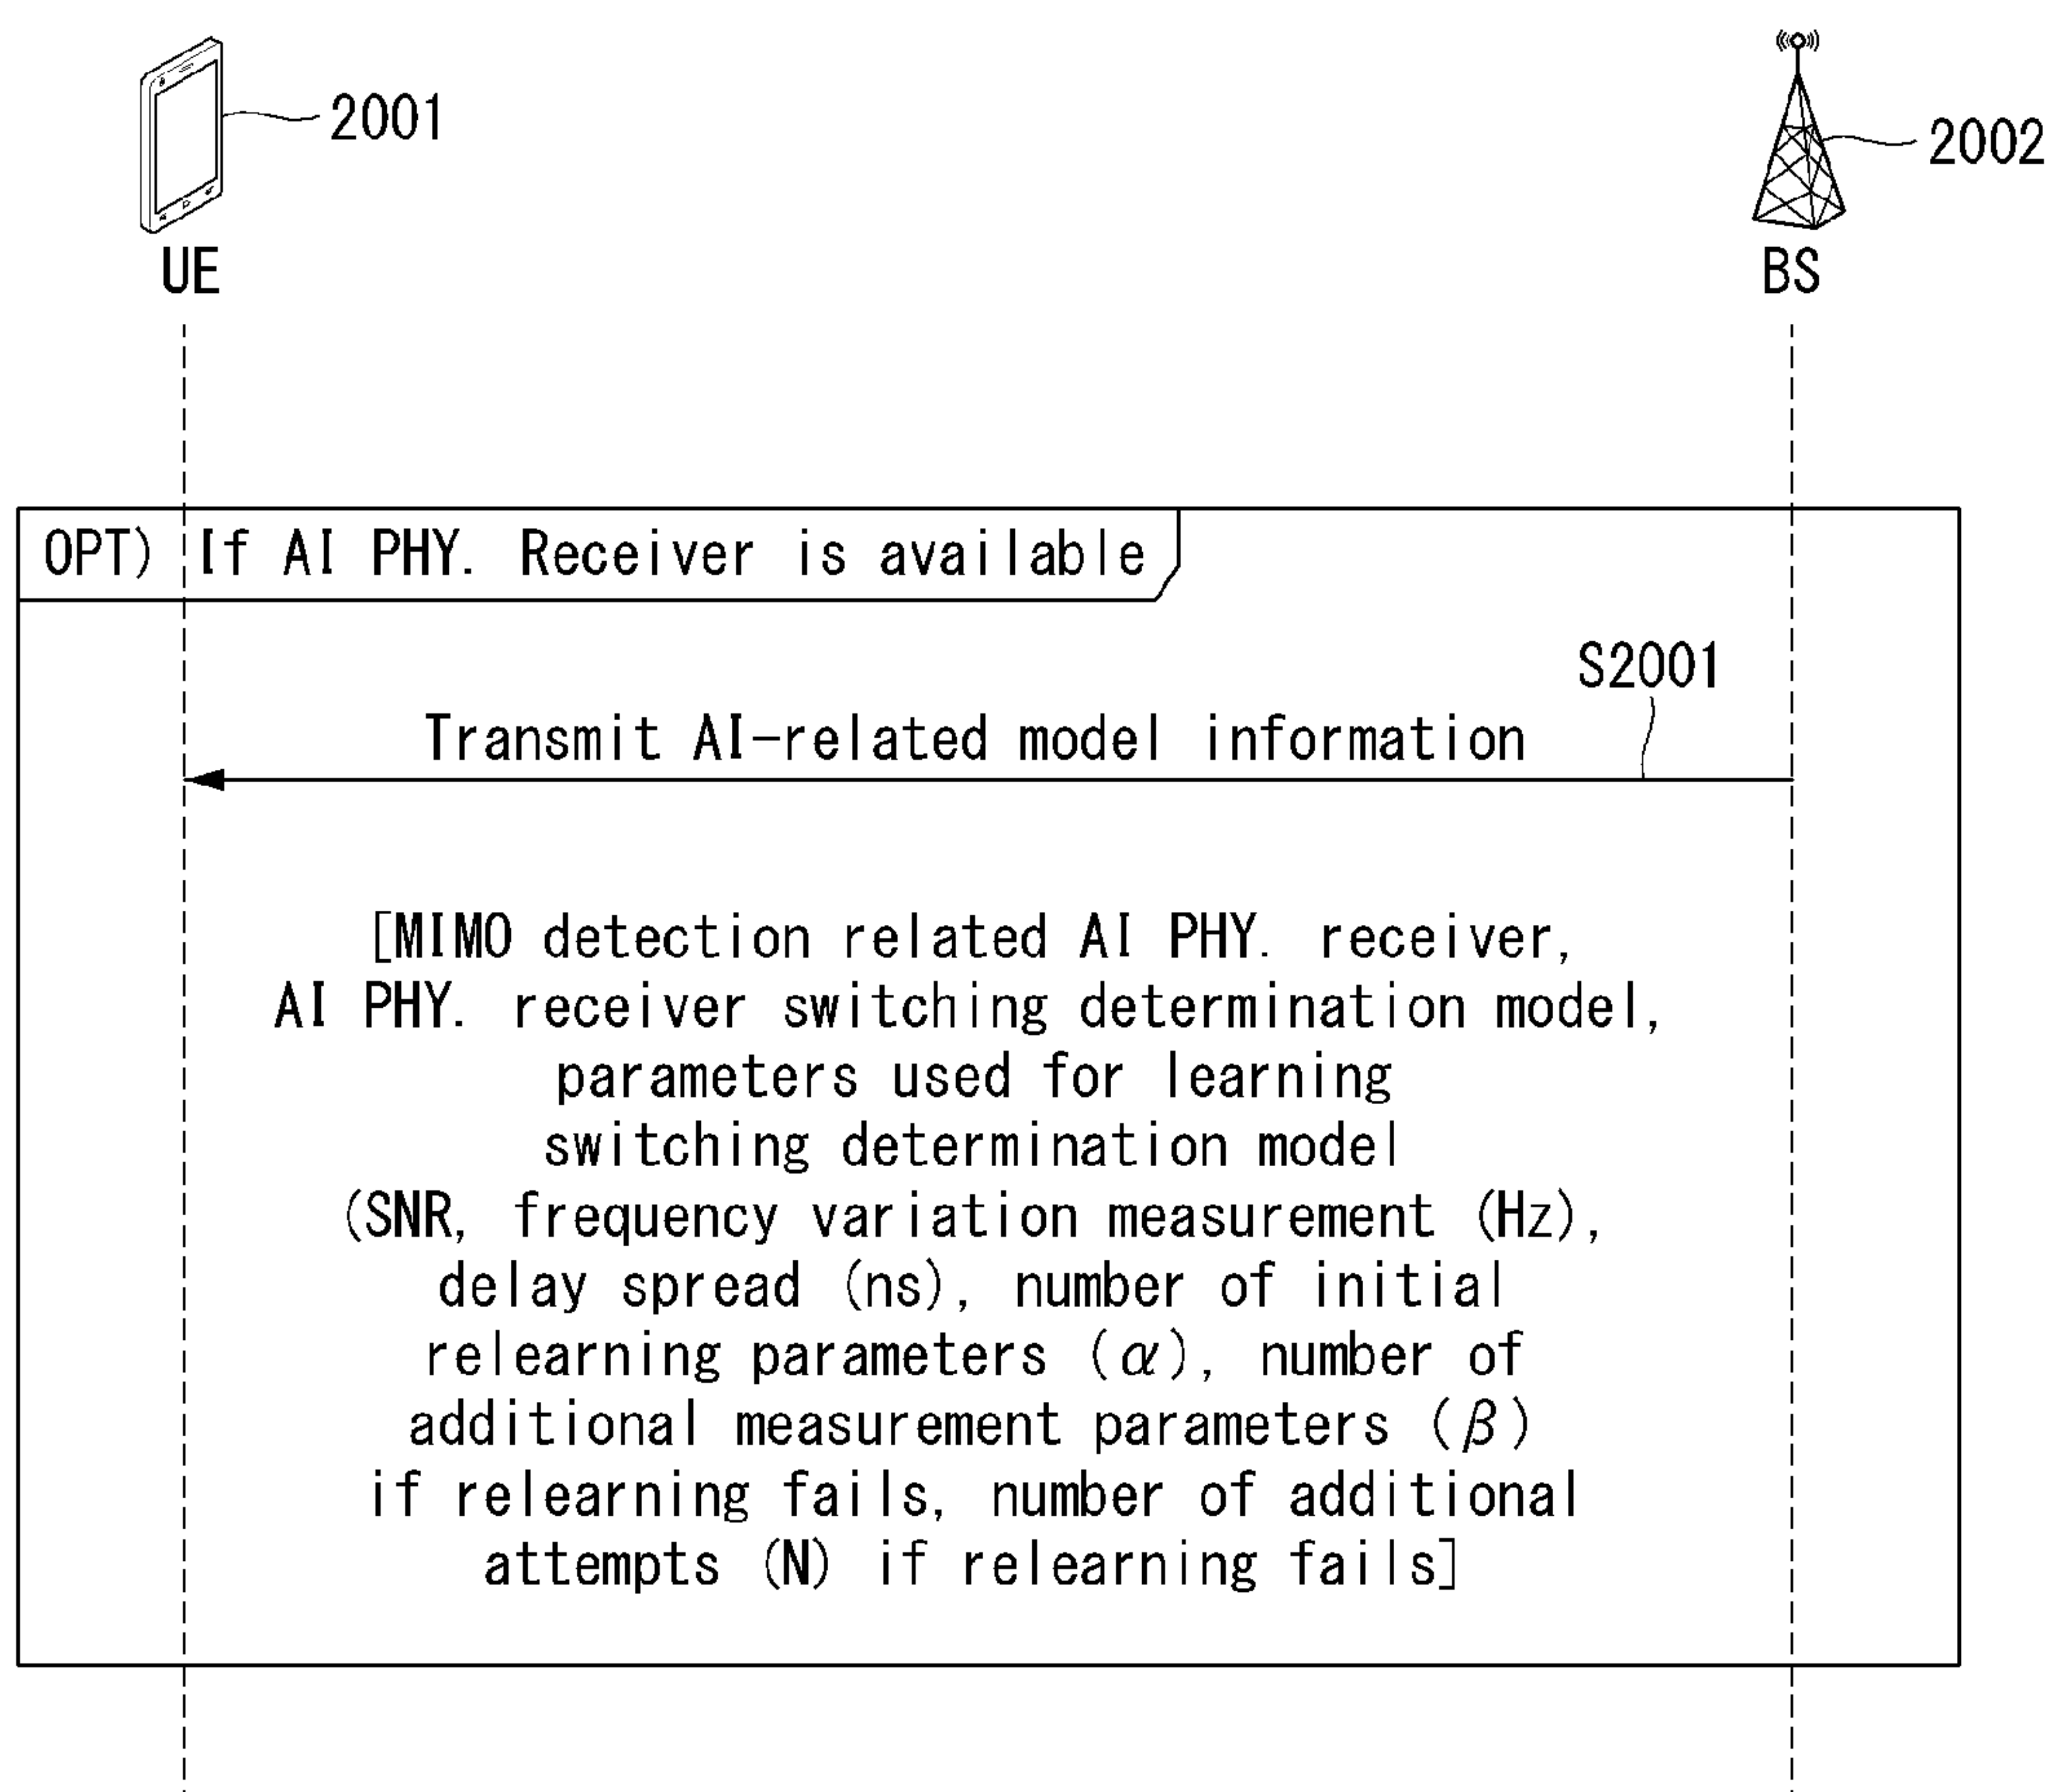 2001
2002
UE
BS
OPT) If AI PHY. Receiver is available
S2001
Transmit AI-related model information
[MIMO detection related AI PHY. receiver,
AI PHY. receiver switching determination model,
parameters used for learning
switching determination model
(SNR, frequency variation measurement (Hz),
delay spread (ns), number of initial
relearning parameters (α), number of
additional measurement parameters (β)
if relearning fails, number of additional
attempts (N) if relearning fails]